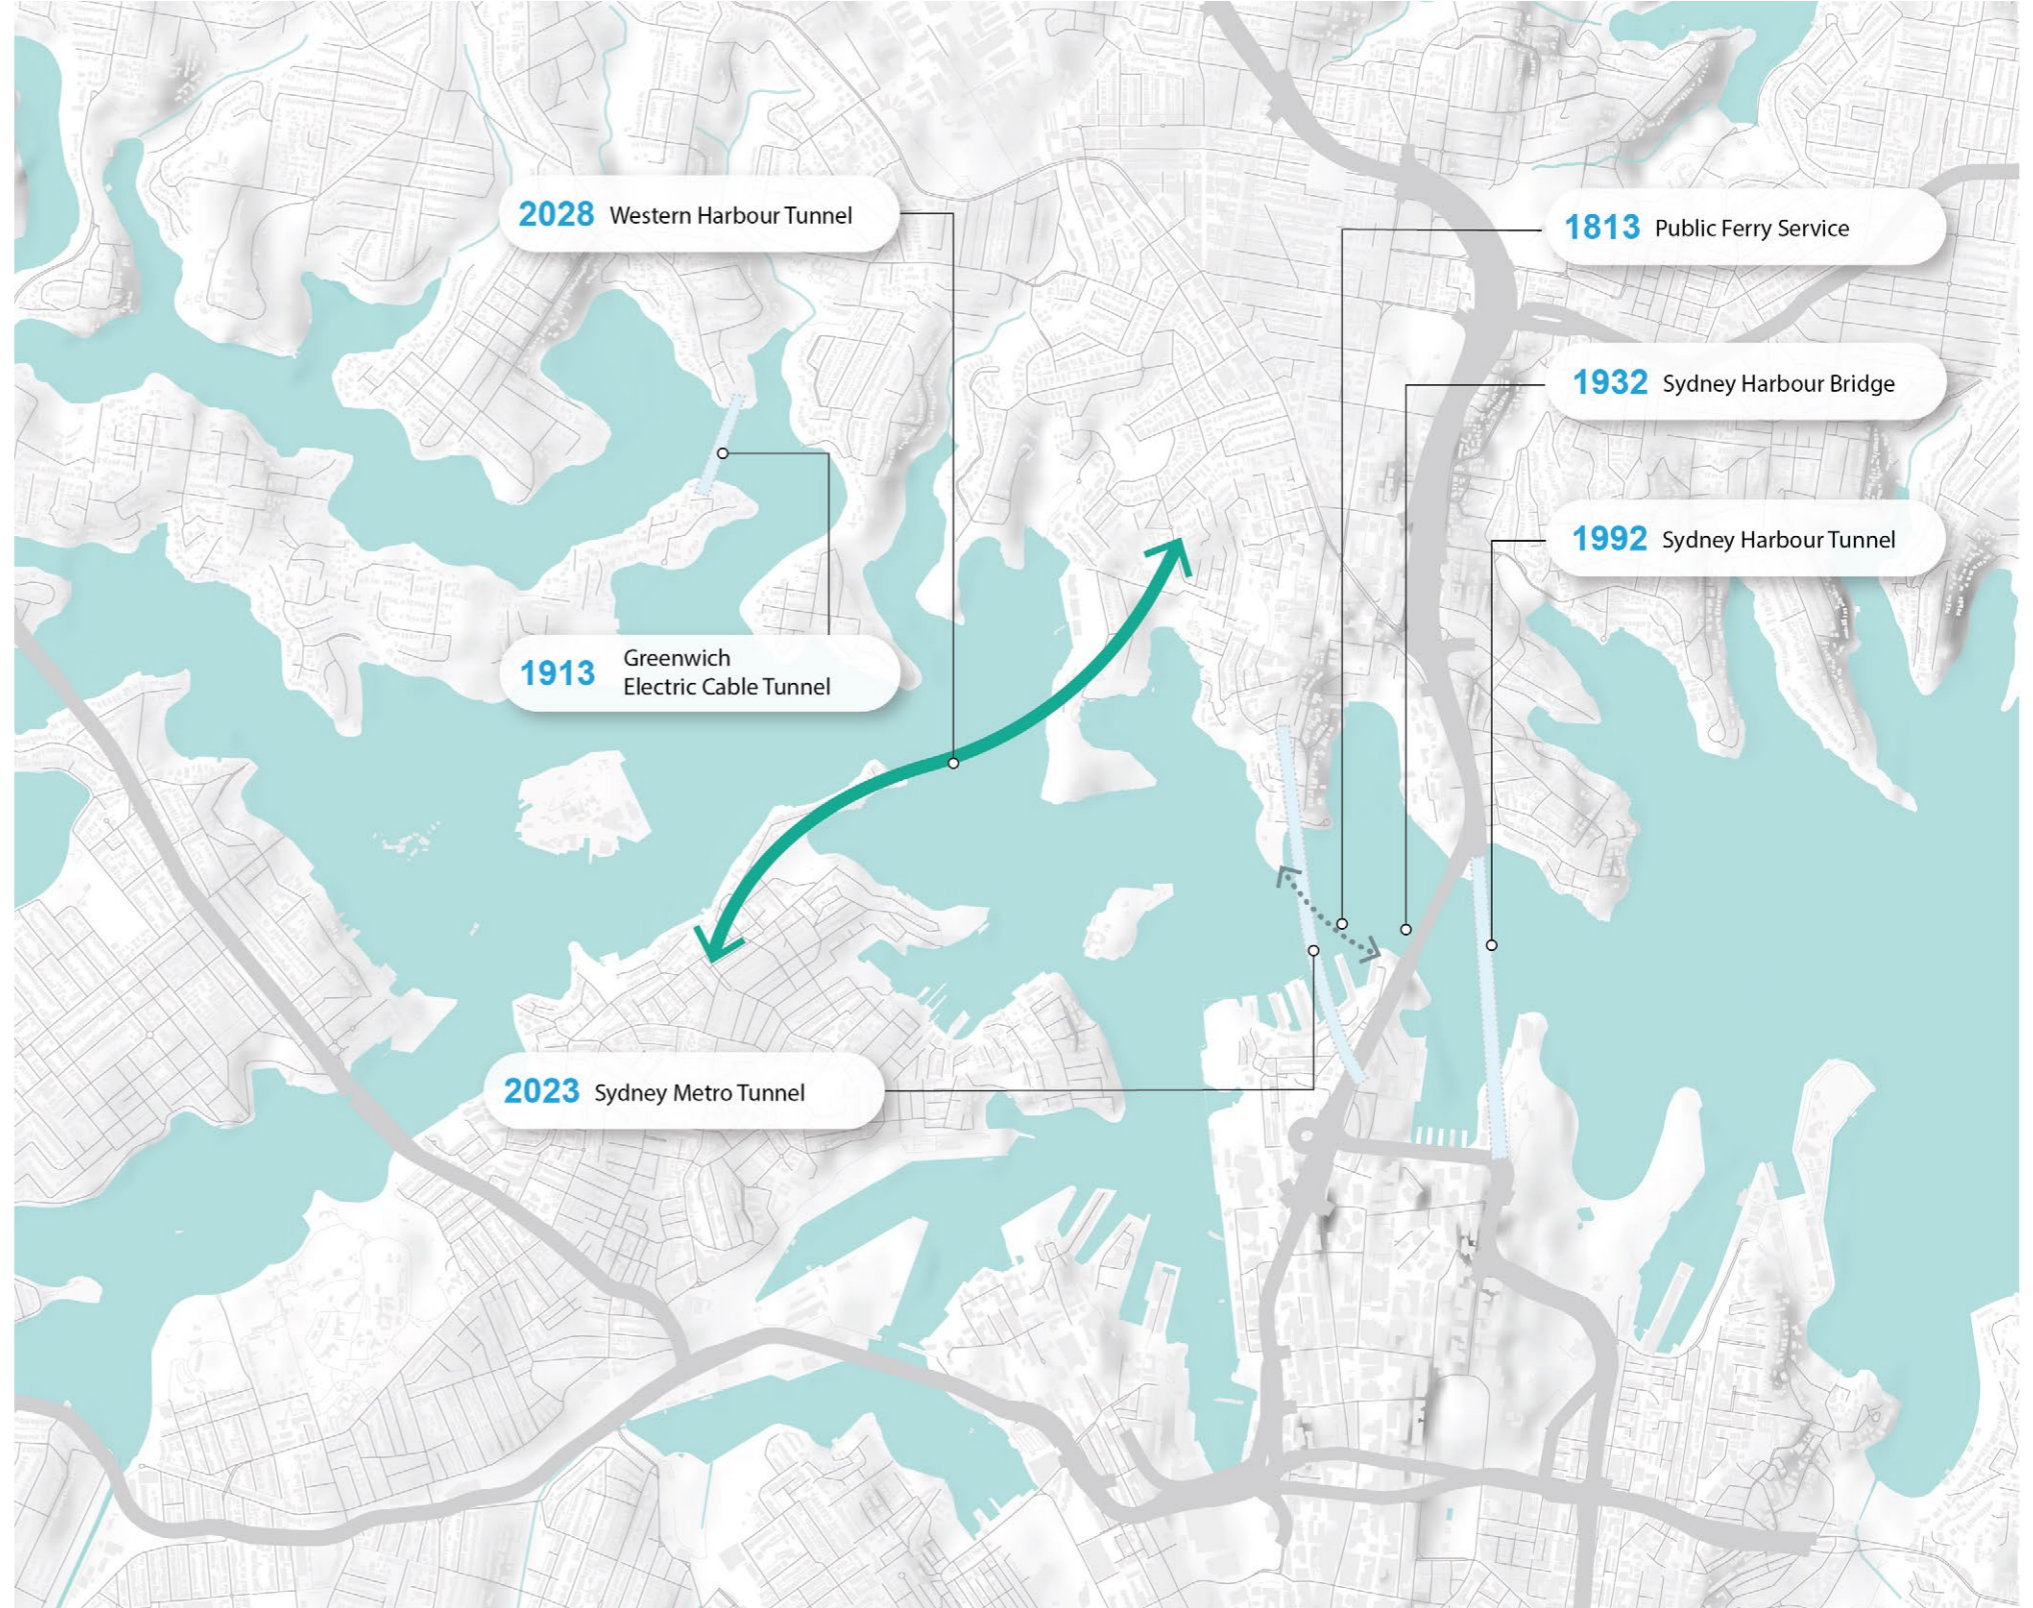 2028 Western Harbour Tunnel
1813 Public Ferry Service
1932 Sydney Harbour Bridge
1992 Sydney Harbour Tunnel
1913 Greenwich
Electric Cable Tunnel
2023 Sydney Metro Tunnel